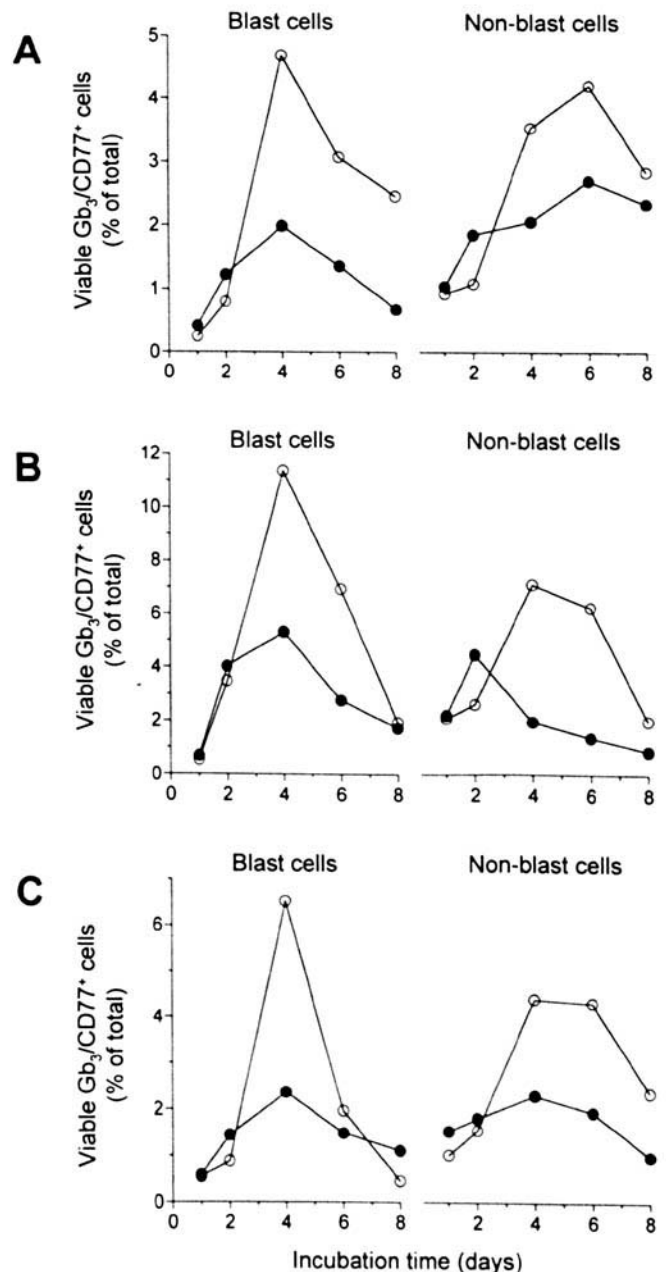 A
Blast cells
Non-blast cells
Viable Gb₃/CD77⁺ cells
(% of total)
5
4
3
2
1
0
0 2 4 6 8
2 4 6 8
B
Blast cells
Non-blast cells
Viable Gb₃/CD77⁺ cells
(% of total)
12
10
8
6
4
2
0
0 2 4 6 8
2 4 6 8
C
Blast cells
Non-blast cells
Viable Gb₃/CD77⁺ cells
(% of total)
6
4
2
0
0 2 4 6 8
2 4 6 8
Incubation time (days)